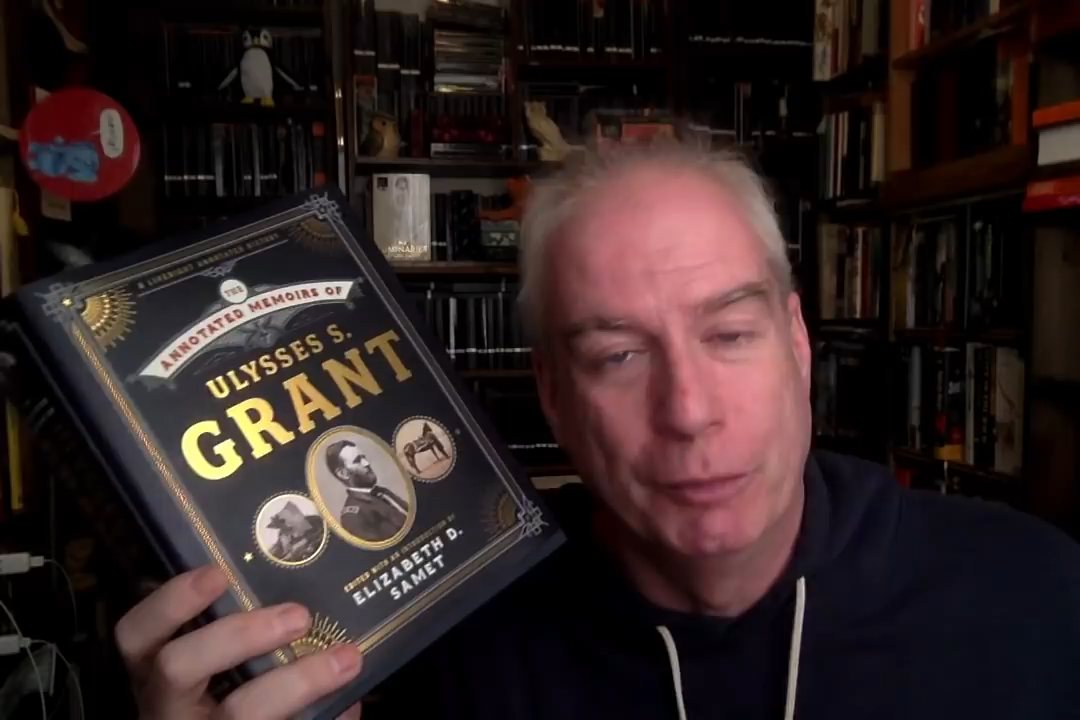 A LIVERIGHT ANNOTATED HISTORY
THE
ANNOTATED MEMOIRS OF
ULYSSES S.
GRANT
EDITED WITH AN INTRODUCTION BY
ELIZABETH D.
SAMET